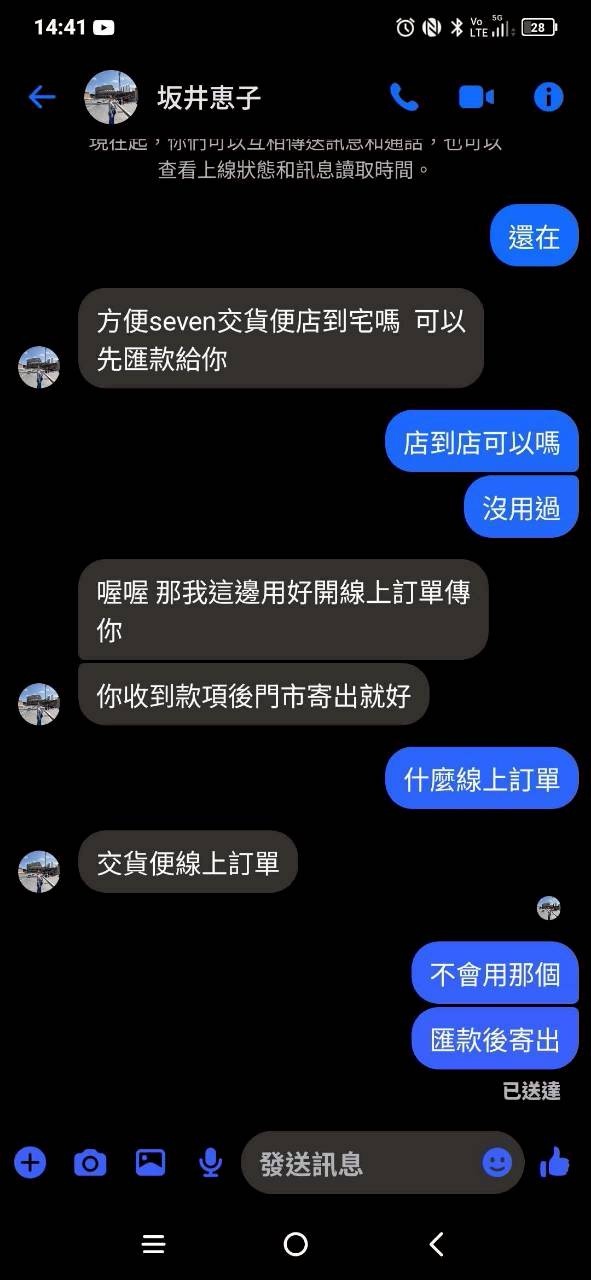 14:41
Vo
LTE
5G
28
坂井恵子
現在起，你們可以互相傳送訊息和通話，也可以
查看上線狀態和訊息讀取時間。
還在
方便seven交貨便店到宅嗎 可以
先匯款給你
店到店可以嗎
沒用過
喔喔 那我這邊用好開線上訂單傳
你
你收到款項後門市寄出就好
什麼線上訂單
交貨便線上訂單
不會用那個
匯款後寄出
已送達
發送訊息